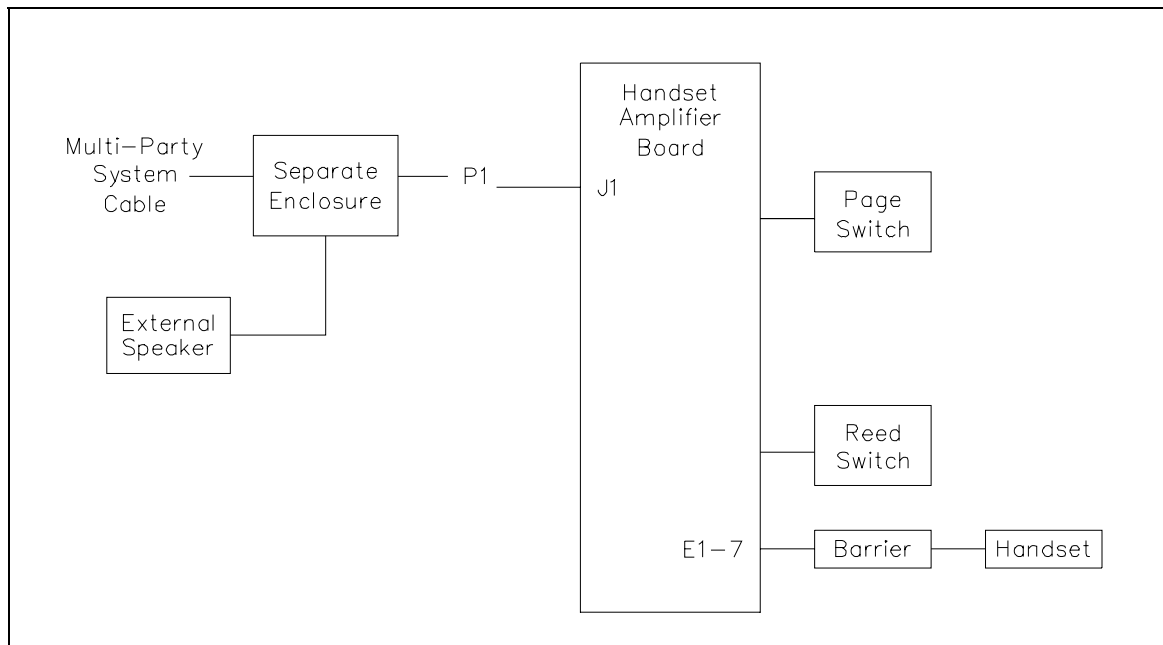 Multi-Party
System
Cable
Separate
Enclosure
P1
External
Speaker
Handset
Amplifier
Board
J1
Page
Switch
Reed
Switch
E1-7
Barrier
Handset